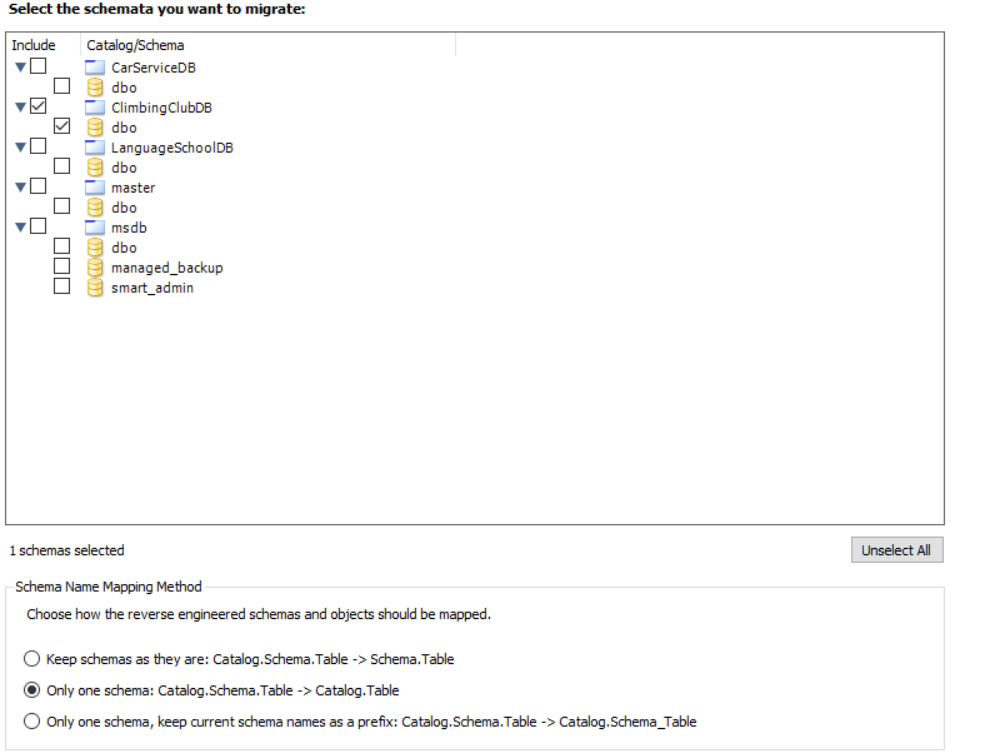 Select the schemata you want to migrate:
Include Catalog/Schema
CarServiceDB
dbo
ClimbingClubDB
dbo
LanguageSchoolDB
dbo
master
dbo
msdb
dbo
managed_backup
smart_admin
1 schemas selected
Unselect All
Schema Name Mapping Method
Choose how the reverse engineered schemas and objects should be mapped.
Keep schemas as they are: Catalog.Schema.Table -> Schema.Table
Only one schema: Catalog.Schema.Table -> Catalog.Table
Only one schema, keep current schema names as a prefix: Catalog.Schema.Table -> Catalog.Schema_Table